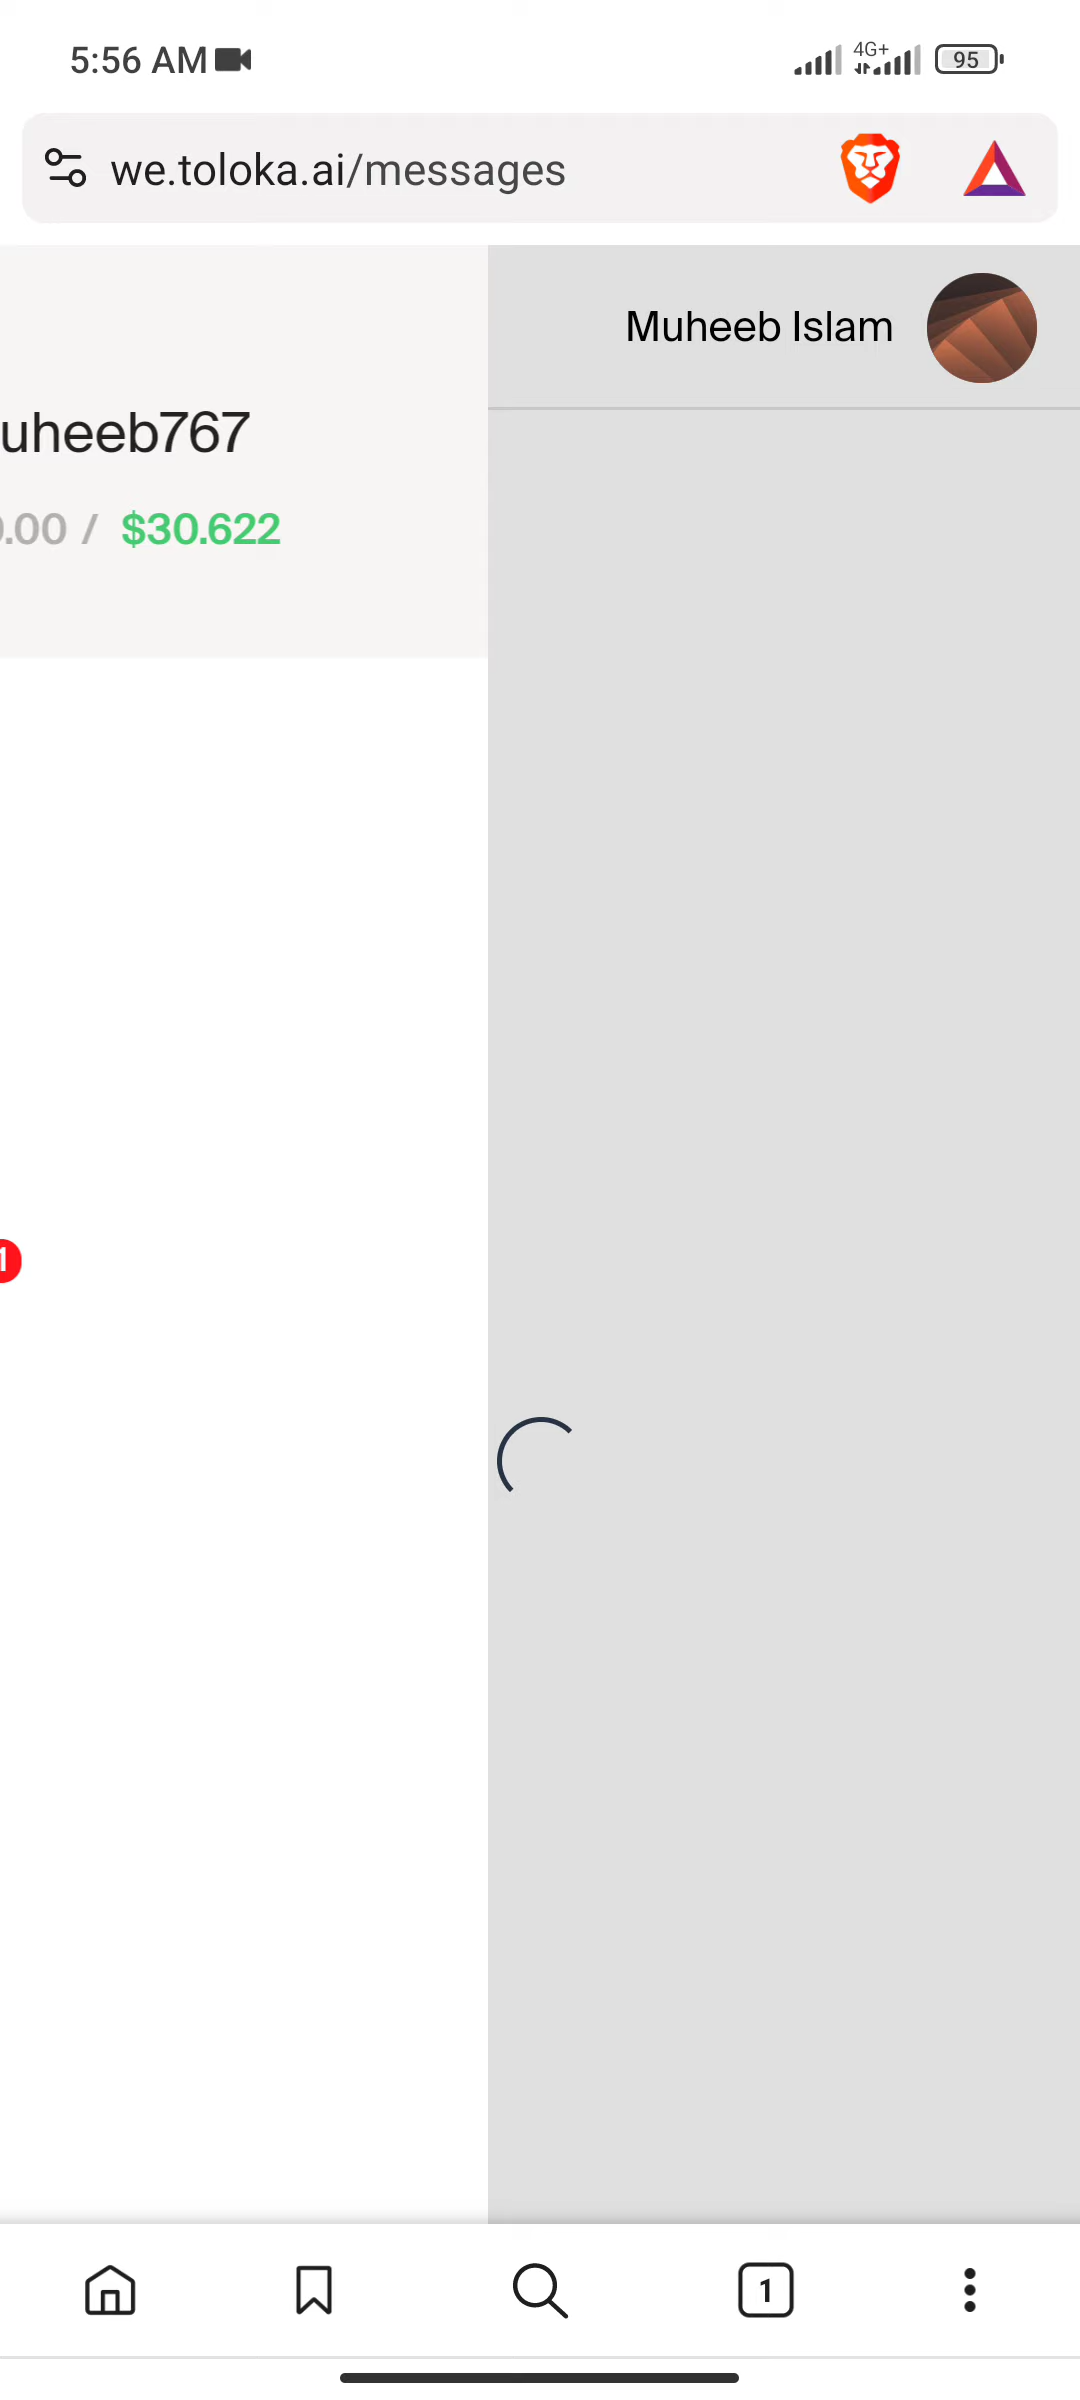 5:56 AM
4G+
95
we.toloka.ai/messages
Muheeb Islam
uheeb767
.00 / $30.622
1
1